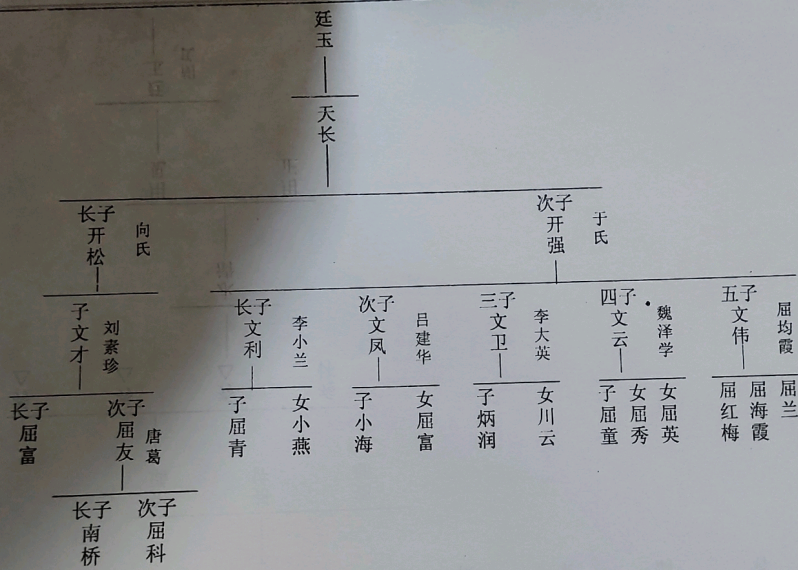 廷玉
天长
长子开松
向氏
次子开强
于氏
子文才
刘素珍
长子文利
李小兰
次子文凤
吕建华
三子文卫
李大英
四子文云
魏泽学
五子文伟
屈均霞
长子屈富
次子屈友
唐葛
子屈青
女小燕
子小海
女屈富
子炳润
女川云
子屈童
女屈秀
女屈英
屈红梅
屈海霞
屈兰
长子南桥
次子屈科